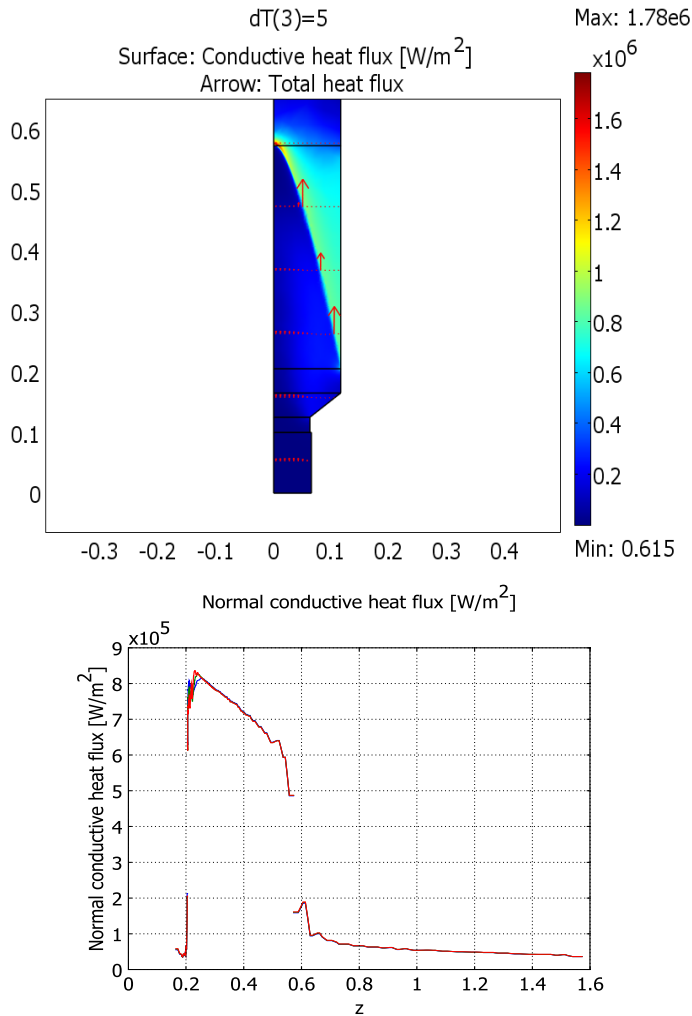 dT(3)=5
Max: 1.78e6
Surface: Conductive heat flux [W/m²]
Arrow: Total heat flux
x10⁶
0.6
0.5
0.4
0.3
0.2
0.1
0
-0.3 -0.2 -0.1 0 0.1 0.2 0.3 0.4
1.6
1.4
1.2
1
0.8
0.6
0.4
0.2
Min: 0.615
Normal conductive heat flux [W/m²]
x10⁵
Normal conductive heat flux [W/m²]
9
8
7
6
5
4
3
2
1
0
0 0.2 0.4 0.6 0.8 1 1.2 1.4 1.6
z